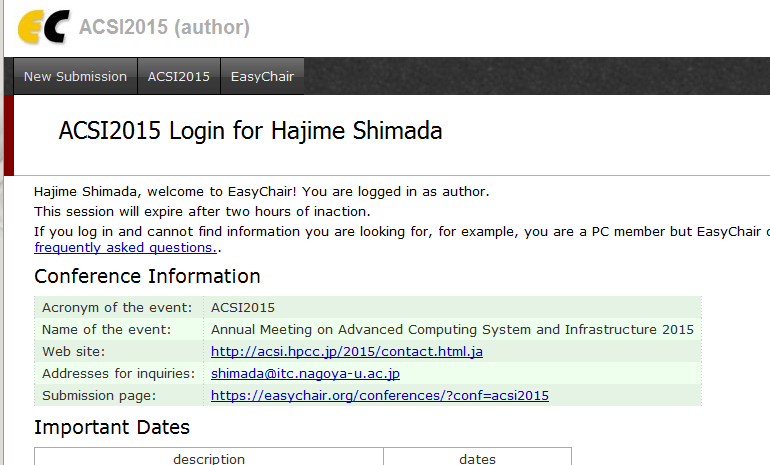 EC ACSI2015 (author)
New Submission ACSI2015 EasyChair
ACSI2015 Login for Hajime Shimada
Hajime Shimada, welcome to EasyChair! You are logged in as author.
This session will expire after two hours of inaction.
If you log in and cannot find information you are looking for, for example, you are a PC member but EasyChair
frequently asked questions..
Conference Information
Acronym of the event: ACSI2015
Name of the event: Annual Meeting on Advanced Computing System and Infrastructure 2015
Web site: http://acsi.hpcc.jp/2015/contact.html.ja
Addresses for inquiries: shimada@itc.nagoya-u.ac.jp
Submission page: https://easychair.org/conferences/?conf=acsi2015
Important Dates
description dates